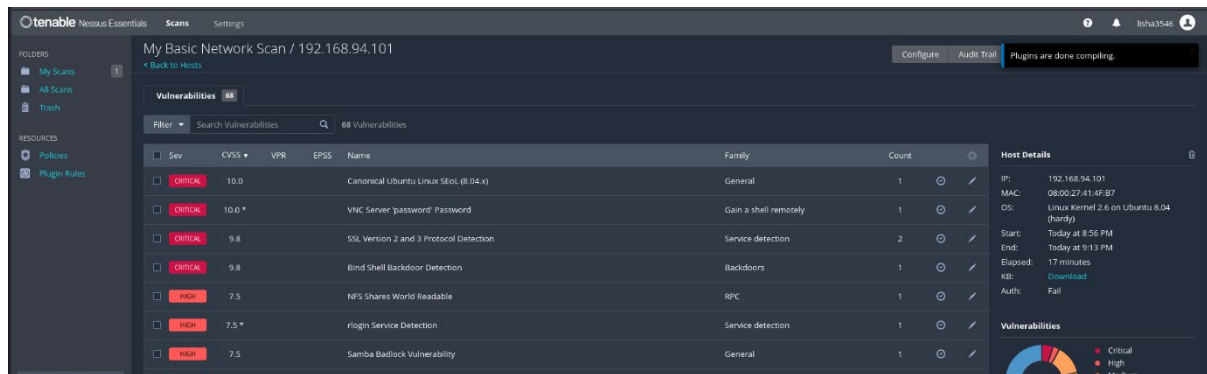 tenable Nessus Essentials Scans Settings lisha3546
FOLDERS
My Scans 1
All Scans
Trash
RESOURCES
Policies
Plugin Rules
My Basic Network Scan / 192.168.94.101
Back to Hosts
Configure Audit Trail
Plugins are done compiling.
Vulnerabilities 68
Filter Search Vulnerabilities 68 Vulnerabilities
Sev CVSS VPR EPSS Name Family Count
CRITICAL 10.0 Canonical Ubuntu Linux SEoL (8.04.x) General 1
CRITICAL 10.0 * VNC Server 'password' Password Gain a shell remotely 1
CRITICAL 9.8 SSL Version 2 and 3 Protocol Detection Service detection 2
CRITICAL 9.8 Bind Shell Backdoor Detection Backdoors 1
HIGH 7.5 NFS Shares World Readable RPC 1
HIGH 7.5 * rlogin Service Detection Service detection 1
HIGH 7.5 Samba Badlock Vulnerability General 1
Host Details
IP: 192.168.94.101
MAC: 08:00:27:41:4F:B7
OS: Linux Kernel 2.6 on Ubuntu 8.04
(hardy)
Start: Today at 8:56 PM
End: Today at 9:13 PM
Elapsed: 17 minutes
KB: Download
Auth: Fail
Vulnerabilities
Critical
High